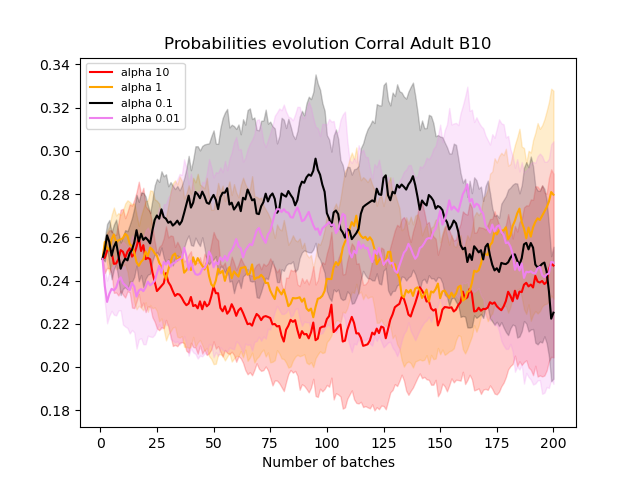 Probabilities evolution Corral Adult B10
alpha 10
alpha 1
alpha 0.1
alpha 0.01
0.34
0.32
0.30
0.28
0.26
0.24
0.22
0.20
0.18
0 25 50 75 100 125 150 175 200
Number of batches